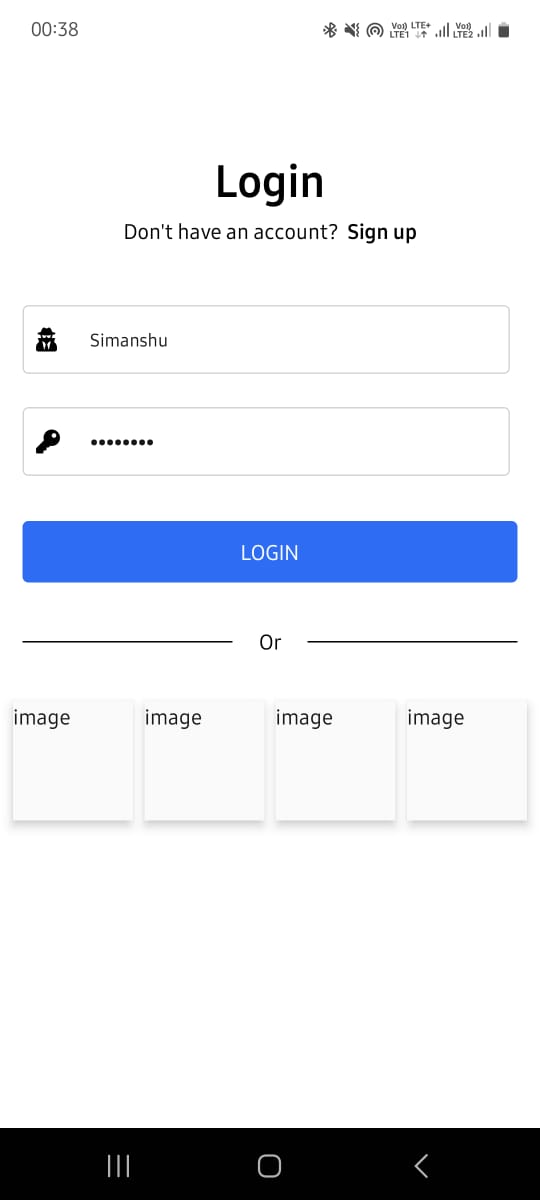 00:38 Vo) LTE1 LTE+ Vo) LTE2
Login
Don't have an account? Sign up
Simanshu
••••••••
LOGIN
Or
image image image image